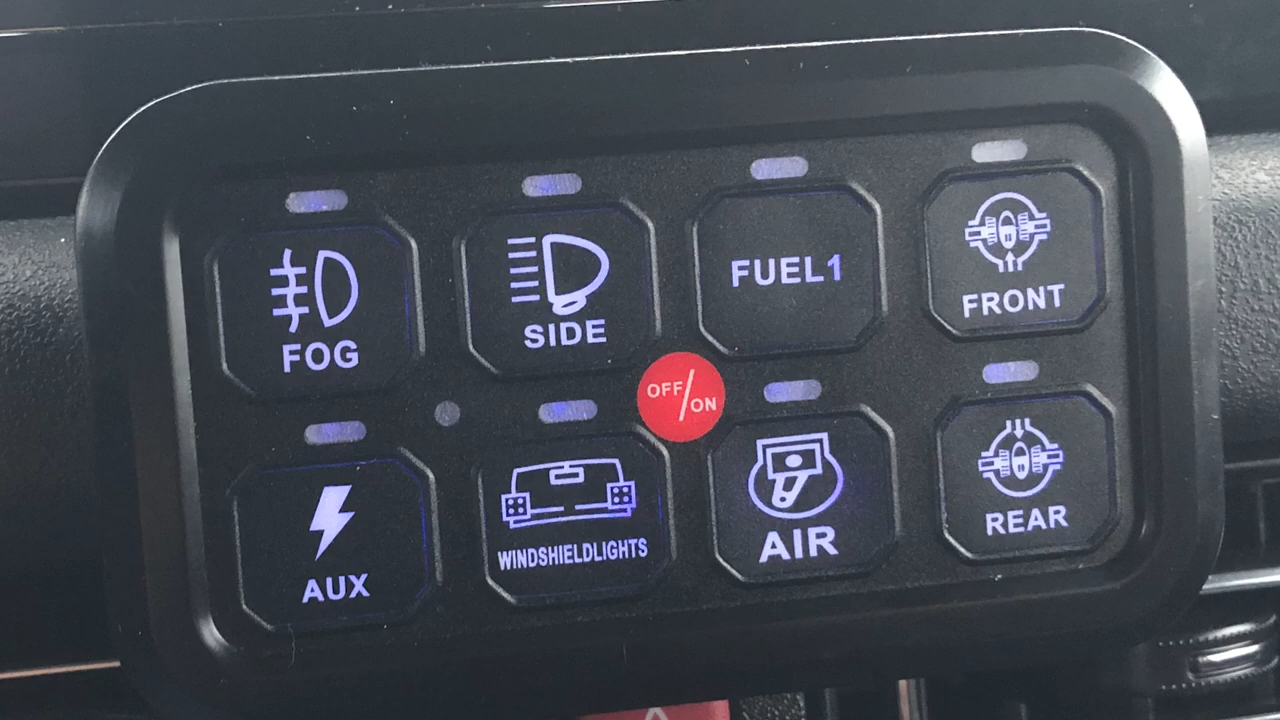 FOG
SIDE
FUEL1
FRONT
OFF/ON
AUX
WINDSHIELDLIGHTS
AIR
REAR